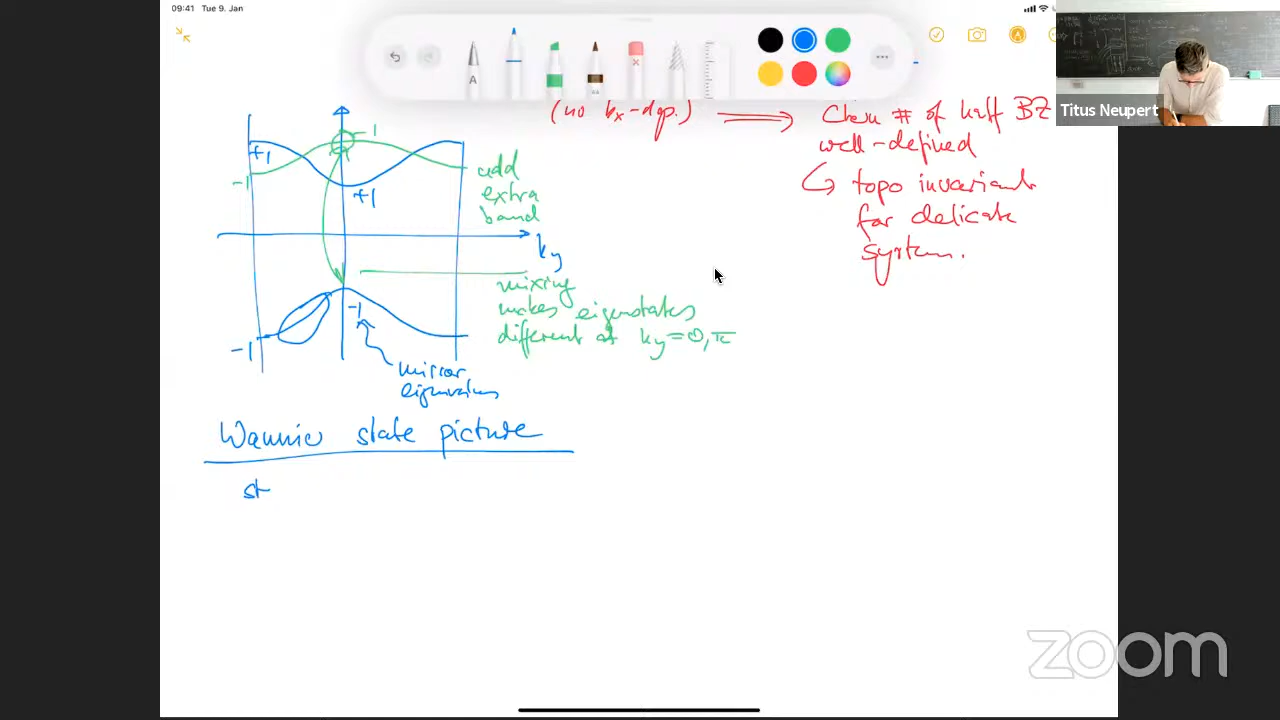 09:41 Tue 9. Jan
A
Titus Neupert
(no kx-dep.) ⟹ Chern # of half BZ
well-defined
↪ topo invariant
for delicate
system.
-1
+1
-1
+1
add
extra
band
ky
mixing
makes eigenstates
different at ky=0,π
-1
-1
mirror
eigenvalues
Wannier state picture
st
zoom